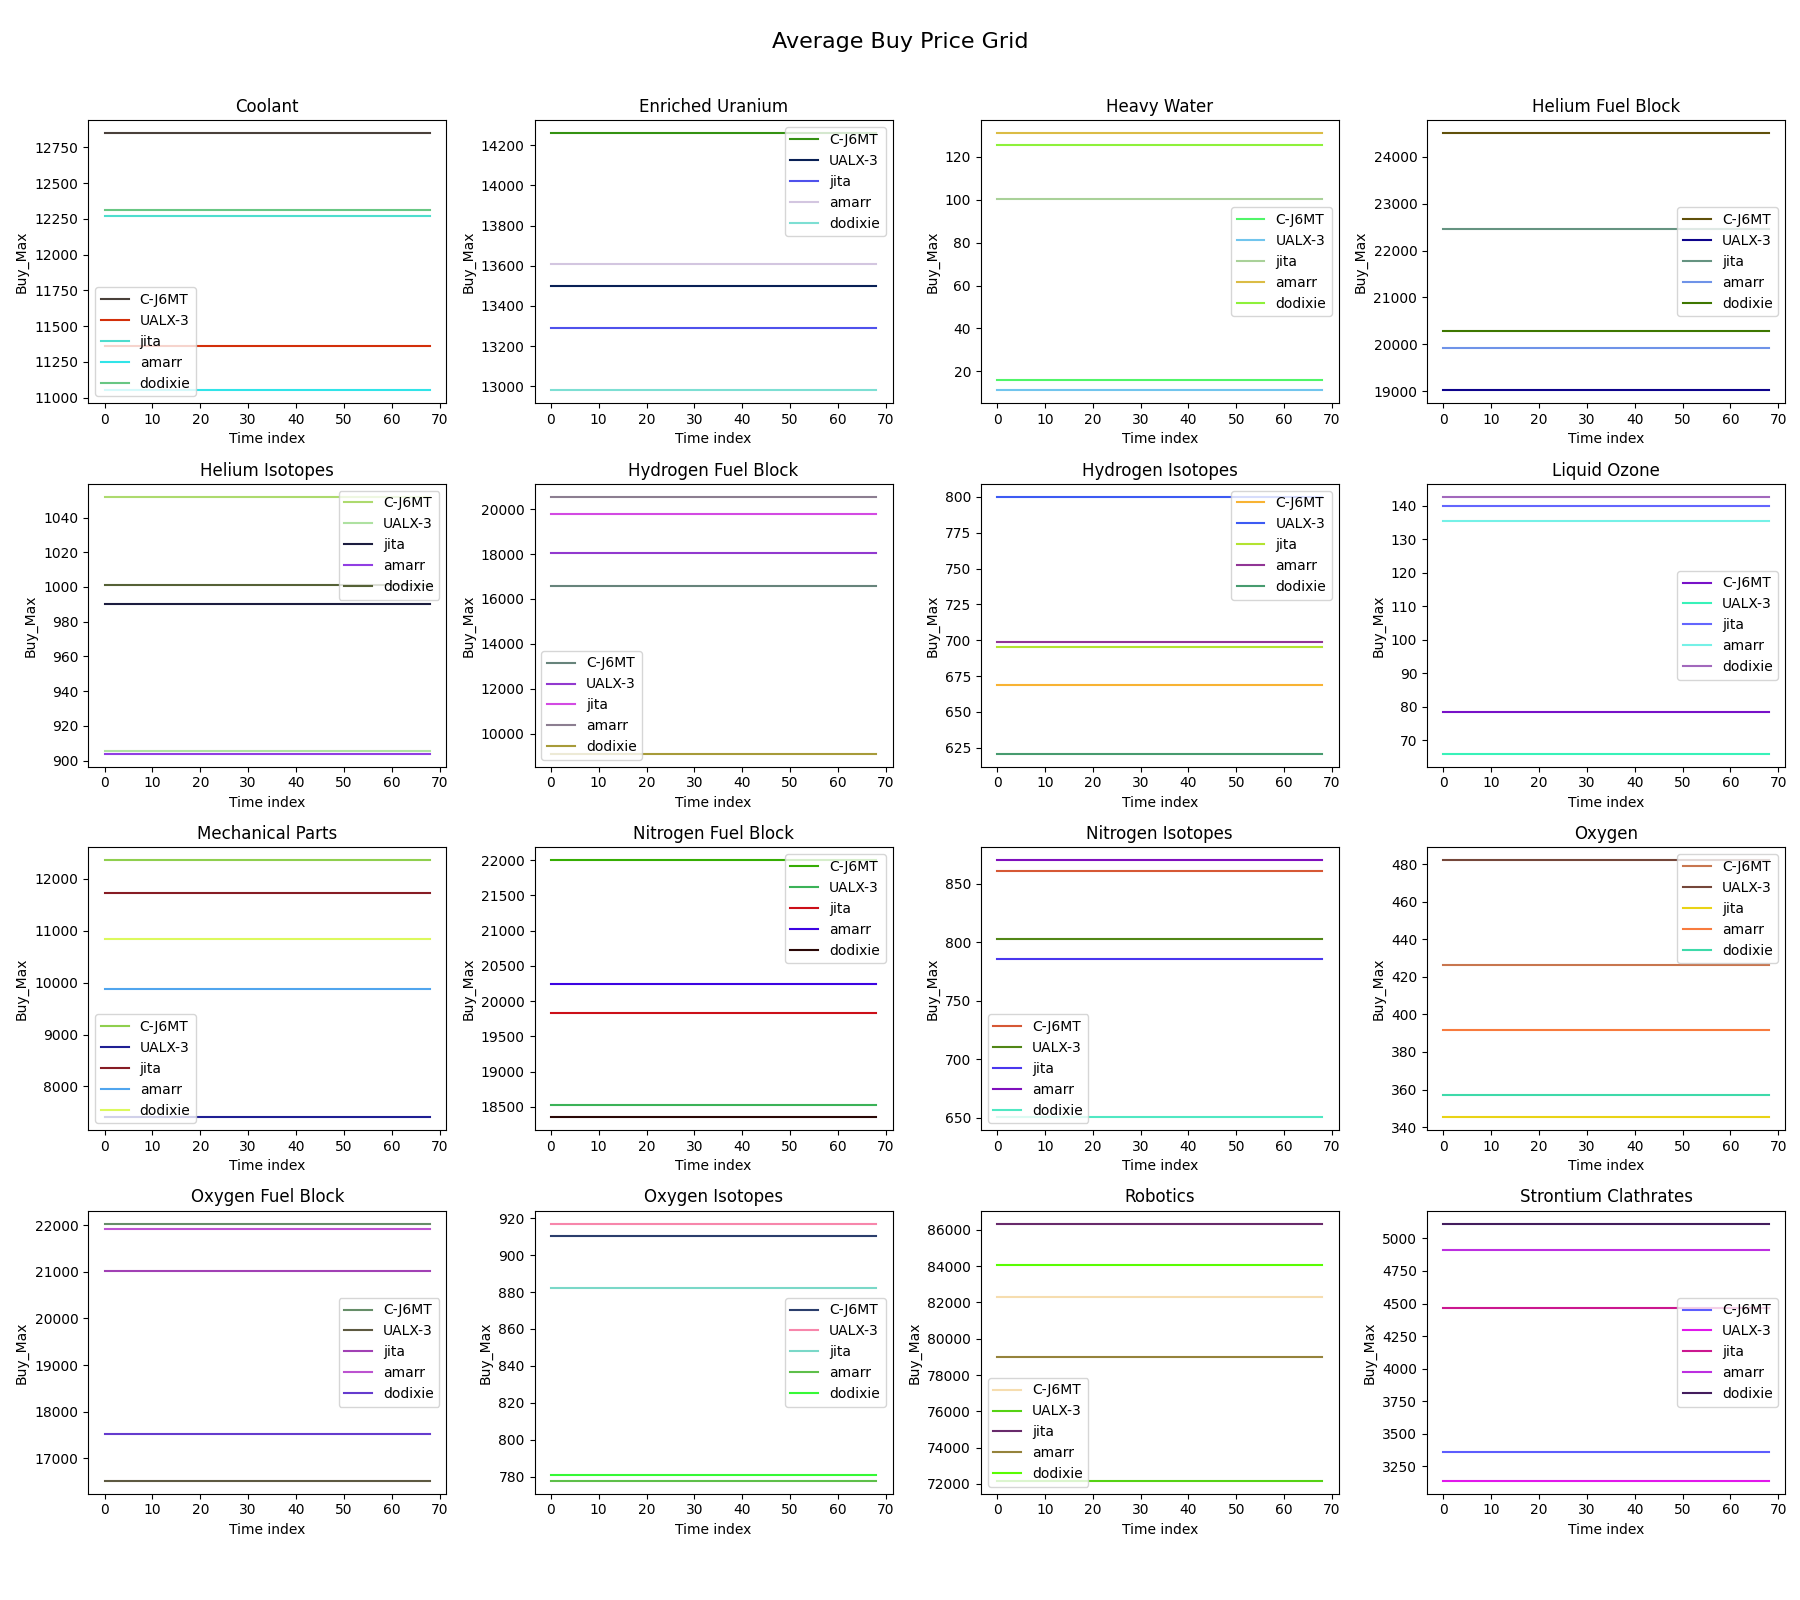 Average Buy Price Grid
Coolant
Buy_Max
12750
12500
12250
12000
11750
11500
11250
11000
C-J6MT
UALX-3
jita
amarr
dodixie
0 10 20 30 40 50 60 70
Time index
Enriched Uranium
Buy_Max
14200
14000
13800
13600
13400
13200
13000
C-J6MT
UALX-3
jita
amarr
dodixie
0 10 20 30 40 50 60 70
Time index
Heavy Water
Buy_Max
120
100
80
60
40
20
C-J6MT
UALX-3
jita
amarr
dodixie
0 10 20 30 40 50 60 70
Time index
Helium Fuel Block
Buy_Max
24000
23000
22000
21000
20000
19000
C-J6MT
UALX-3
jita
amarr
dodixie
0 10 20 30 40 50 60 70
Time index
Helium Isotopes
Buy_Max
1040
1020
1000
980
960
940
920
900
C-J6MT
UALX-3
jita
amarr
dodixie
0 10 20 30 40 50 60 70
Time index
Hydrogen Fuel Block
Buy_Max
20000
18000
16000
14000
12000
10000
C-J6MT
UALX-3
jita
amarr
dodixie
0 10 20 30 40 50 60 70
Time index
Hydrogen Isotopes
Buy_Max
800
775
750
725
700
675
650
625
C-J6MT
UALX-3
jita
amarr
dodixie
0 10 20 30 40 50 60 70
Time index
Liquid Ozone
Buy_Max
140
130
120
110
100
90
80
70
C-J6MT
UALX-3
jita
amarr
dodixie
0 10 20 30 40 50 60 70
Time index
Mechanical Parts
Buy_Max
12000
11000
10000
9000
8000
C-J6MT
UALX-3
jita
amarr
dodixie
0 10 20 30 40 50 60 70
Time index
Nitrogen Fuel Block
Buy_Max
22000
21500
21000
20500
20000
19500
19000
18500
C-J6MT
UALX-3
jita
amarr
dodixie
0 10 20 30 40 50 60 70
Time index
Nitrogen Isotopes
Buy_Max
850
800
750
700
650
C-J6MT
UALX-3
jita
amarr
dodixie
0 10 20 30 40 50 60 70
Time index
Oxygen
Buy_Max
480
460
440
420
400
380
360
340
C-J6MT
UALX-3
jita
amarr
dodixie
0 10 20 30 40 50 60 70
Time index
Oxygen Fuel Block
Buy_Max
22000
21000
20000
19000
18000
17000
C-J6MT
UALX-3
jita
amarr
dodixie
0 10 20 30 40 50 60 70
Time index
Oxygen Isotopes
Buy_Max
920
900
880
860
840
820
800
780
C-J6MT
UALX-3
jita
amarr
dodixie
0 10 20 30 40 50 60 70
Time index
Robotics
Buy_Max
86000
84000
82000
80000
78000
76000
74000
72000
C-J6MT
UALX-3
jita
amarr
dodixie
0 10 20 30 40 50 60 70
Time index
Strontium Clathrates
Buy_Max
5000
4750
4500
4250
4000
3750
3500
3250
C-J6MT
UALX-3
jita
amarr
dodixie
0 10 20 30 40 50 60 70
Time index